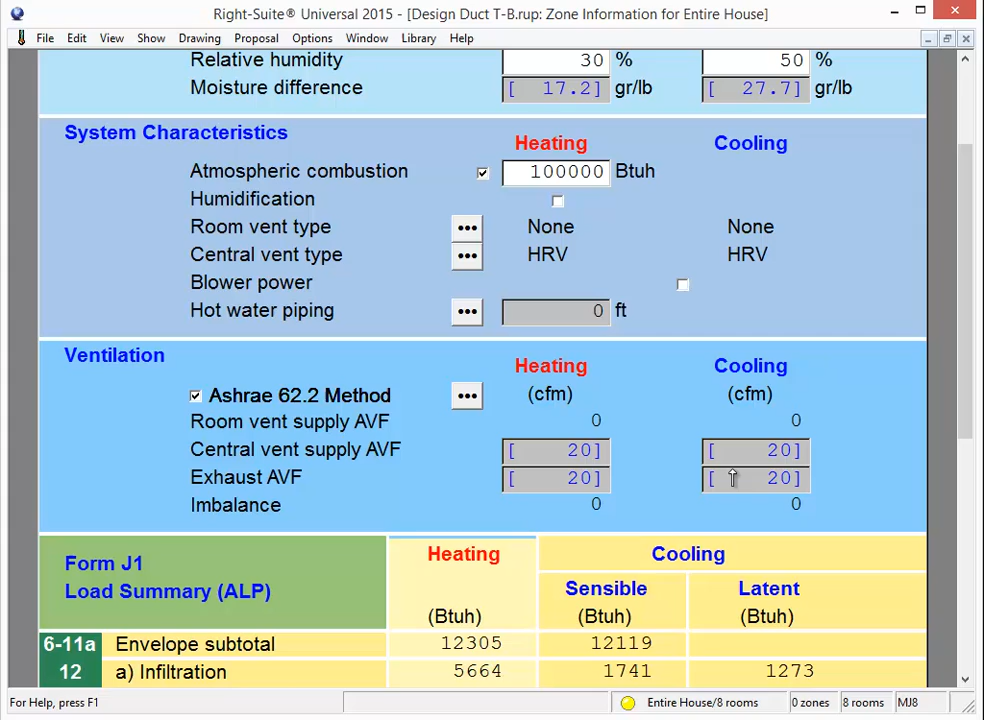 Right-Suite® Universal 2015 - [Design Duct T-B.rup: Zone Information for Entire House]
File Edit View Show Drawing Proposal Options Window Library Help
Relative humidity 30 % 50 %
Moisture difference [ 17.2] gr/lb [ 27.7] gr/lb
System Characteristics Heating Cooling
Atmospheric combustion 100000 Btuh
Humidification
Room vent type ••• None None
Central vent type ••• HRV HRV
Blower power
Hot water piping ••• 0 ft
Ventilation Heating Cooling
Ashrae 62.2 Method ••• (cfm) (cfm)
Room vent supply AVF 0 0
Central vent supply AVF [ 20] [ 20]
Exhaust AVF [ 20] [ 20]
Imbalance 0 0
Form J1 Heating Cooling
Load Summary (ALP) Sensible Latent
(Btuh) (Btuh) (Btuh)
6-11a Envelope subtotal 12305 12119
12 a) Infiltration 5664 1741 1273
For Help, press F1 Entire House/8 rooms 0 zones 8 rooms MJ8